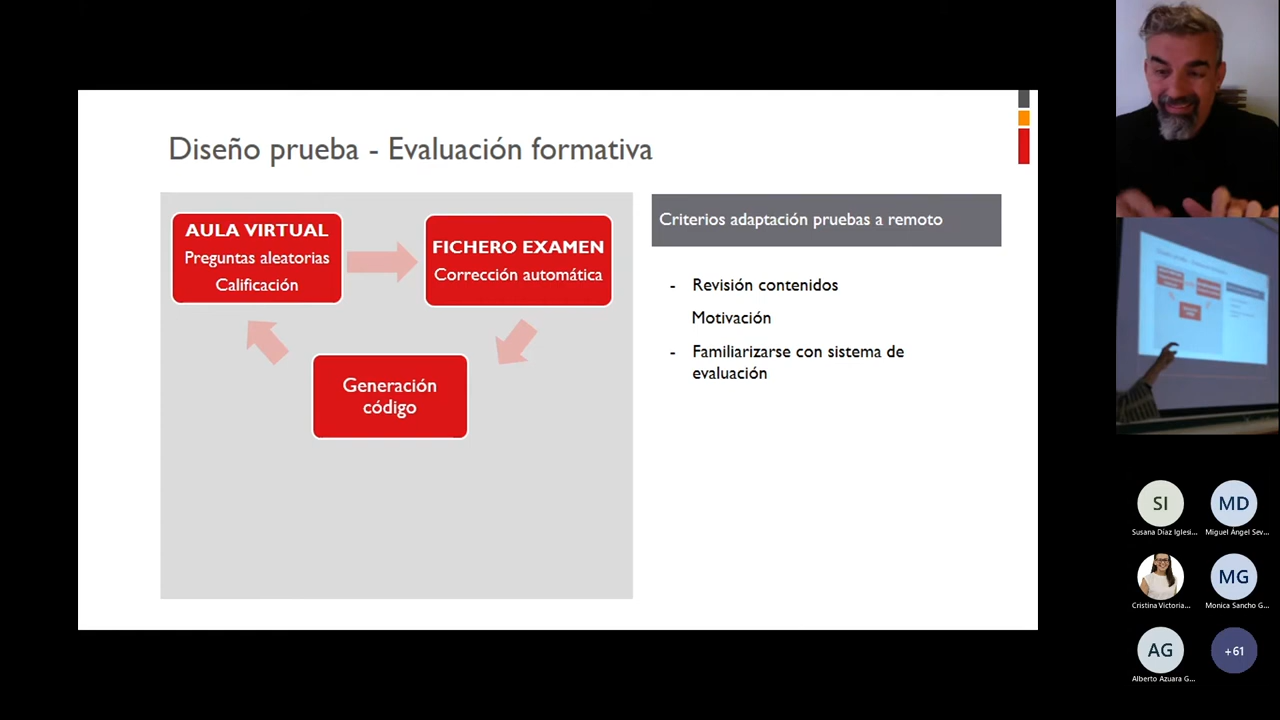 Diseño prueba - Evaluación formativa
AULA VIRTUAL
Preguntas aleatorias
Calificación
FICHERO EXAMEN
Corrección automática
Generación
código
Criterios adaptación pruebas a remoto
- Revisión contenidos
Motivación
- Familiarizarse con sistema de
evaluación
SI
MD
Susana Díaz Iglesi...
Miguel Ángel Sev...
MG
Cristina Victoria...
Monica Sancho G...
AG
+61
Alberto Azuara G...